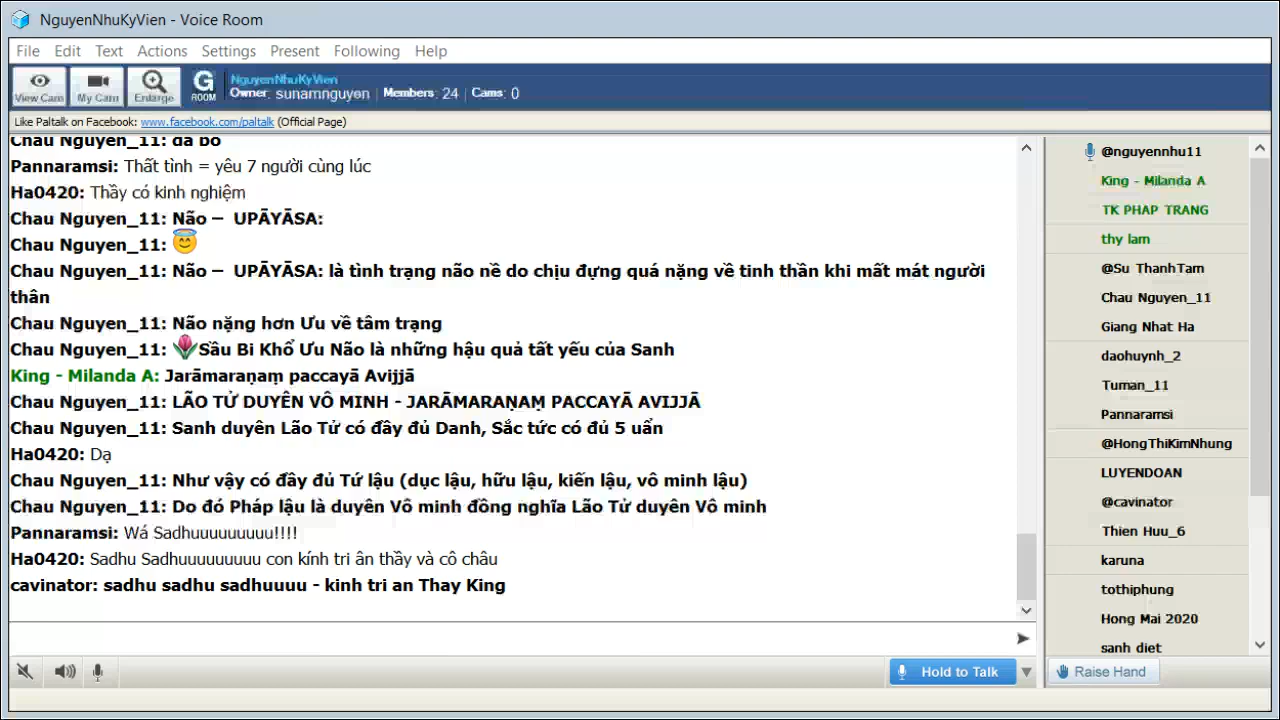 NguyenNhuKyVien - Voice Room
File Edit Text Actions Settings Present Following Help
View Cam My Cam Enlarge G ROOM NguyenNhuKyVien
Owner: sunamnguyen | Members: 24 | Cams: 0
Like Paltalk on Facebook: www.facebook.com/paltalk (Official Page)
Chau Nguyen_11: da bo
Pannaramsi: Thất tình = yêu 7 người cùng lúc
Ha0420: Thầy có kinh nghiệm
Chau Nguyen_11: Não – UPĀYĀSA:
Chau Nguyen_11:
Chau Nguyen_11: Não – UPĀYĀSA: là tình trạng não nề do chịu đựng quá nặng về tinh thần khi mất mát người
thân
Chau Nguyen_11: Não nặng hơn Ưu về tâm trạng
Chau Nguyen_11: Sầu Bi Khổ Ưu Não là những hậu quả tất yếu của Sanh
King - Milanda A: Jarāmaraṇaṃ paccayā Avijjā
Chau Nguyen_11: LÃO TỬ DUYÊN VÔ MINH - JARĀMARAṆAṂ PACCAYĀ AVIJJĀ
Chau Nguyen_11: Sanh duyên Lão Tử có đầy đủ Danh, Sắc tức có đủ 5 uẩn
Ha0420: Dạ
Chau Nguyen_11: Như vậy có đầy đủ Tứ lậu (dục lậu, hữu lậu, kiến lậu, vô minh lậu)
Chau Nguyen_11: Do đó Pháp lậu là duyên Vô minh đồng nghĩa Lão Tử duyên Vô minh
Pannaramsi: Wá Sadhuuuuuuuuu!!!!
Ha0420: Sadhu Sadhuuuuuuuuu con kính tri ân thầy và cô châu
cavinator: sadhu sadhu sadhuuuu - kinh tri an Thay King
@nguyennhu11
King - Milanda A
TK PHAP TRANG
thy lam
@Su ThanhTam
Chau Nguyen_11
Giang Nhat Ha
daohuynh_2
Tuman_11
Pannaramsi
@HongThiKimNhung
LUYENDOAN
@cavinator
Thien Huu_6
karuna
tothiphung
Hong Mai 2020
sanh diet
Hold to Talk
Raise Hand